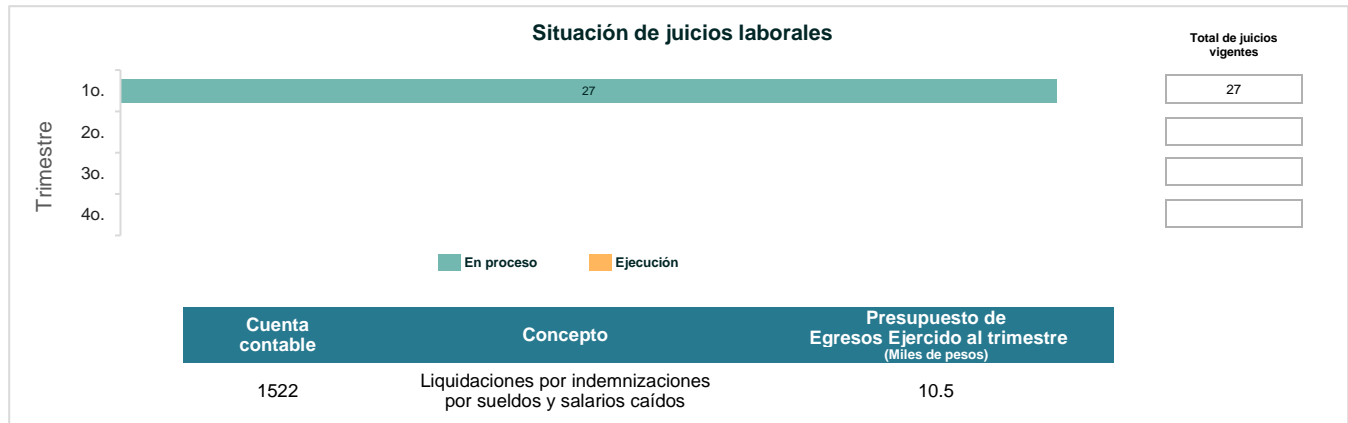 Situación de juicios laborales
Total de juicios
vigentes
Trimestre
1o.
27
27
2o.
3o.
4o.
En proceso
Ejecución
Cuenta
contable
Concepto
Presupuesto de
Egresos Ejercido al trimestre
(Miles de pesos)
1522
Liquidaciones por indemnizaciones
por sueldos y salarios caídos
10.5